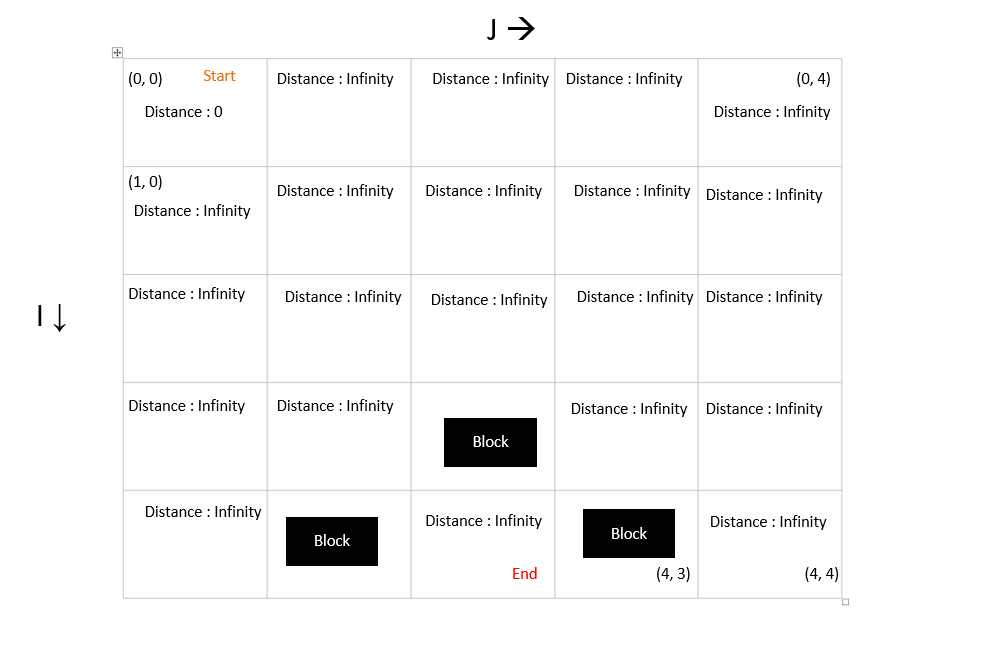 J →
(0, 0) Start
Distance : 0
Distance : Infinity
Distance : Infinity
Distance : Infinity
(0, 4)
Distance : Infinity
(1, 0)
Distance : Infinity
Distance : Infinity
Distance : Infinity
Distance : Infinity
Distance : Infinity
I ↓
Distance : Infinity
Distance : Infinity
Distance : Infinity
Distance : Infinity
Distance : Infinity
Distance : Infinity
Distance : Infinity
Block
Distance : Infinity
Distance : Infinity
Distance : Infinity
Block
Distance : Infinity
End
Block
(4, 3)
Distance : Infinity
(4, 4)